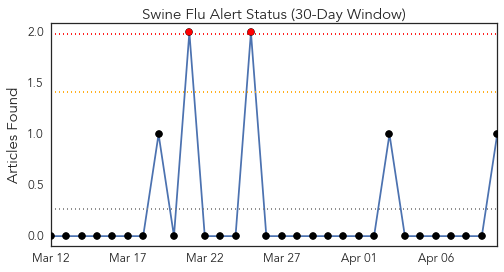 Swine Flu Alert Status (30-Day Window)
Articles Found
2.0
1.5
1.0
0.5
0.0
Mar 12 Mar 17 Mar 22 Mar 27 Apr 01 Apr 06